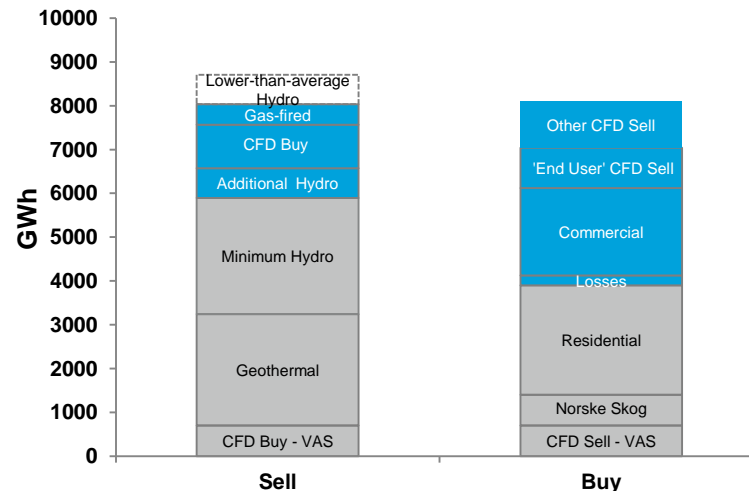 10000
9000
8000
7000
6000
5000
4000
3000
2000
1000
0
GWh
Lower-than-average
Hydro
Gas-fired
CFD Buy
Additional  Hydro
Minimum Hydro
Geothermal
CFD Buy - VAS
Other CFD Sell
'End User' CFD Sell
Commercial
Losses
Residential
Norske Skog
CFD Sell - VAS
Sell
Buy